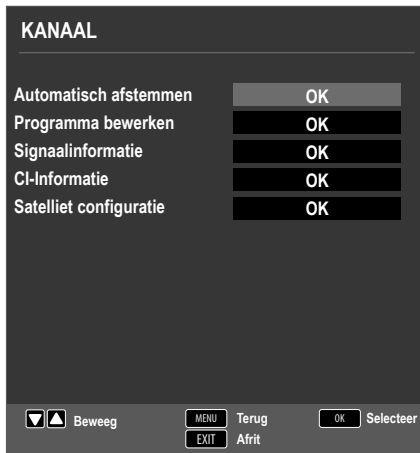 KANAAL
Automatisch afstemmen OK
Programma bewerken OK
Signaalinformatie OK
CI-Informatie OK
Satelliet configuratie OK
Beweeg MENU Terug OK Selecteer
EXIT Afrit